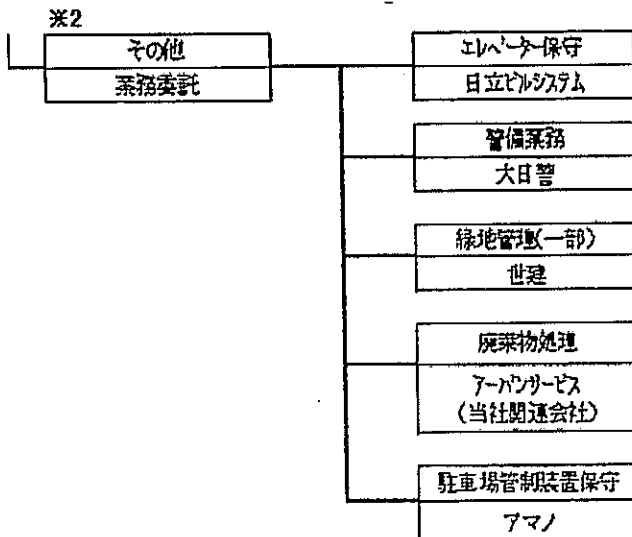 ※2
その他
業務委託
エレベーター保守
日立ビルシステム
警備業務
大日警
緑地管理(一部)
世建
廃棄物処理
アーバンサービス
(当社関連会社)
駐車場管制装置保守
アマノ